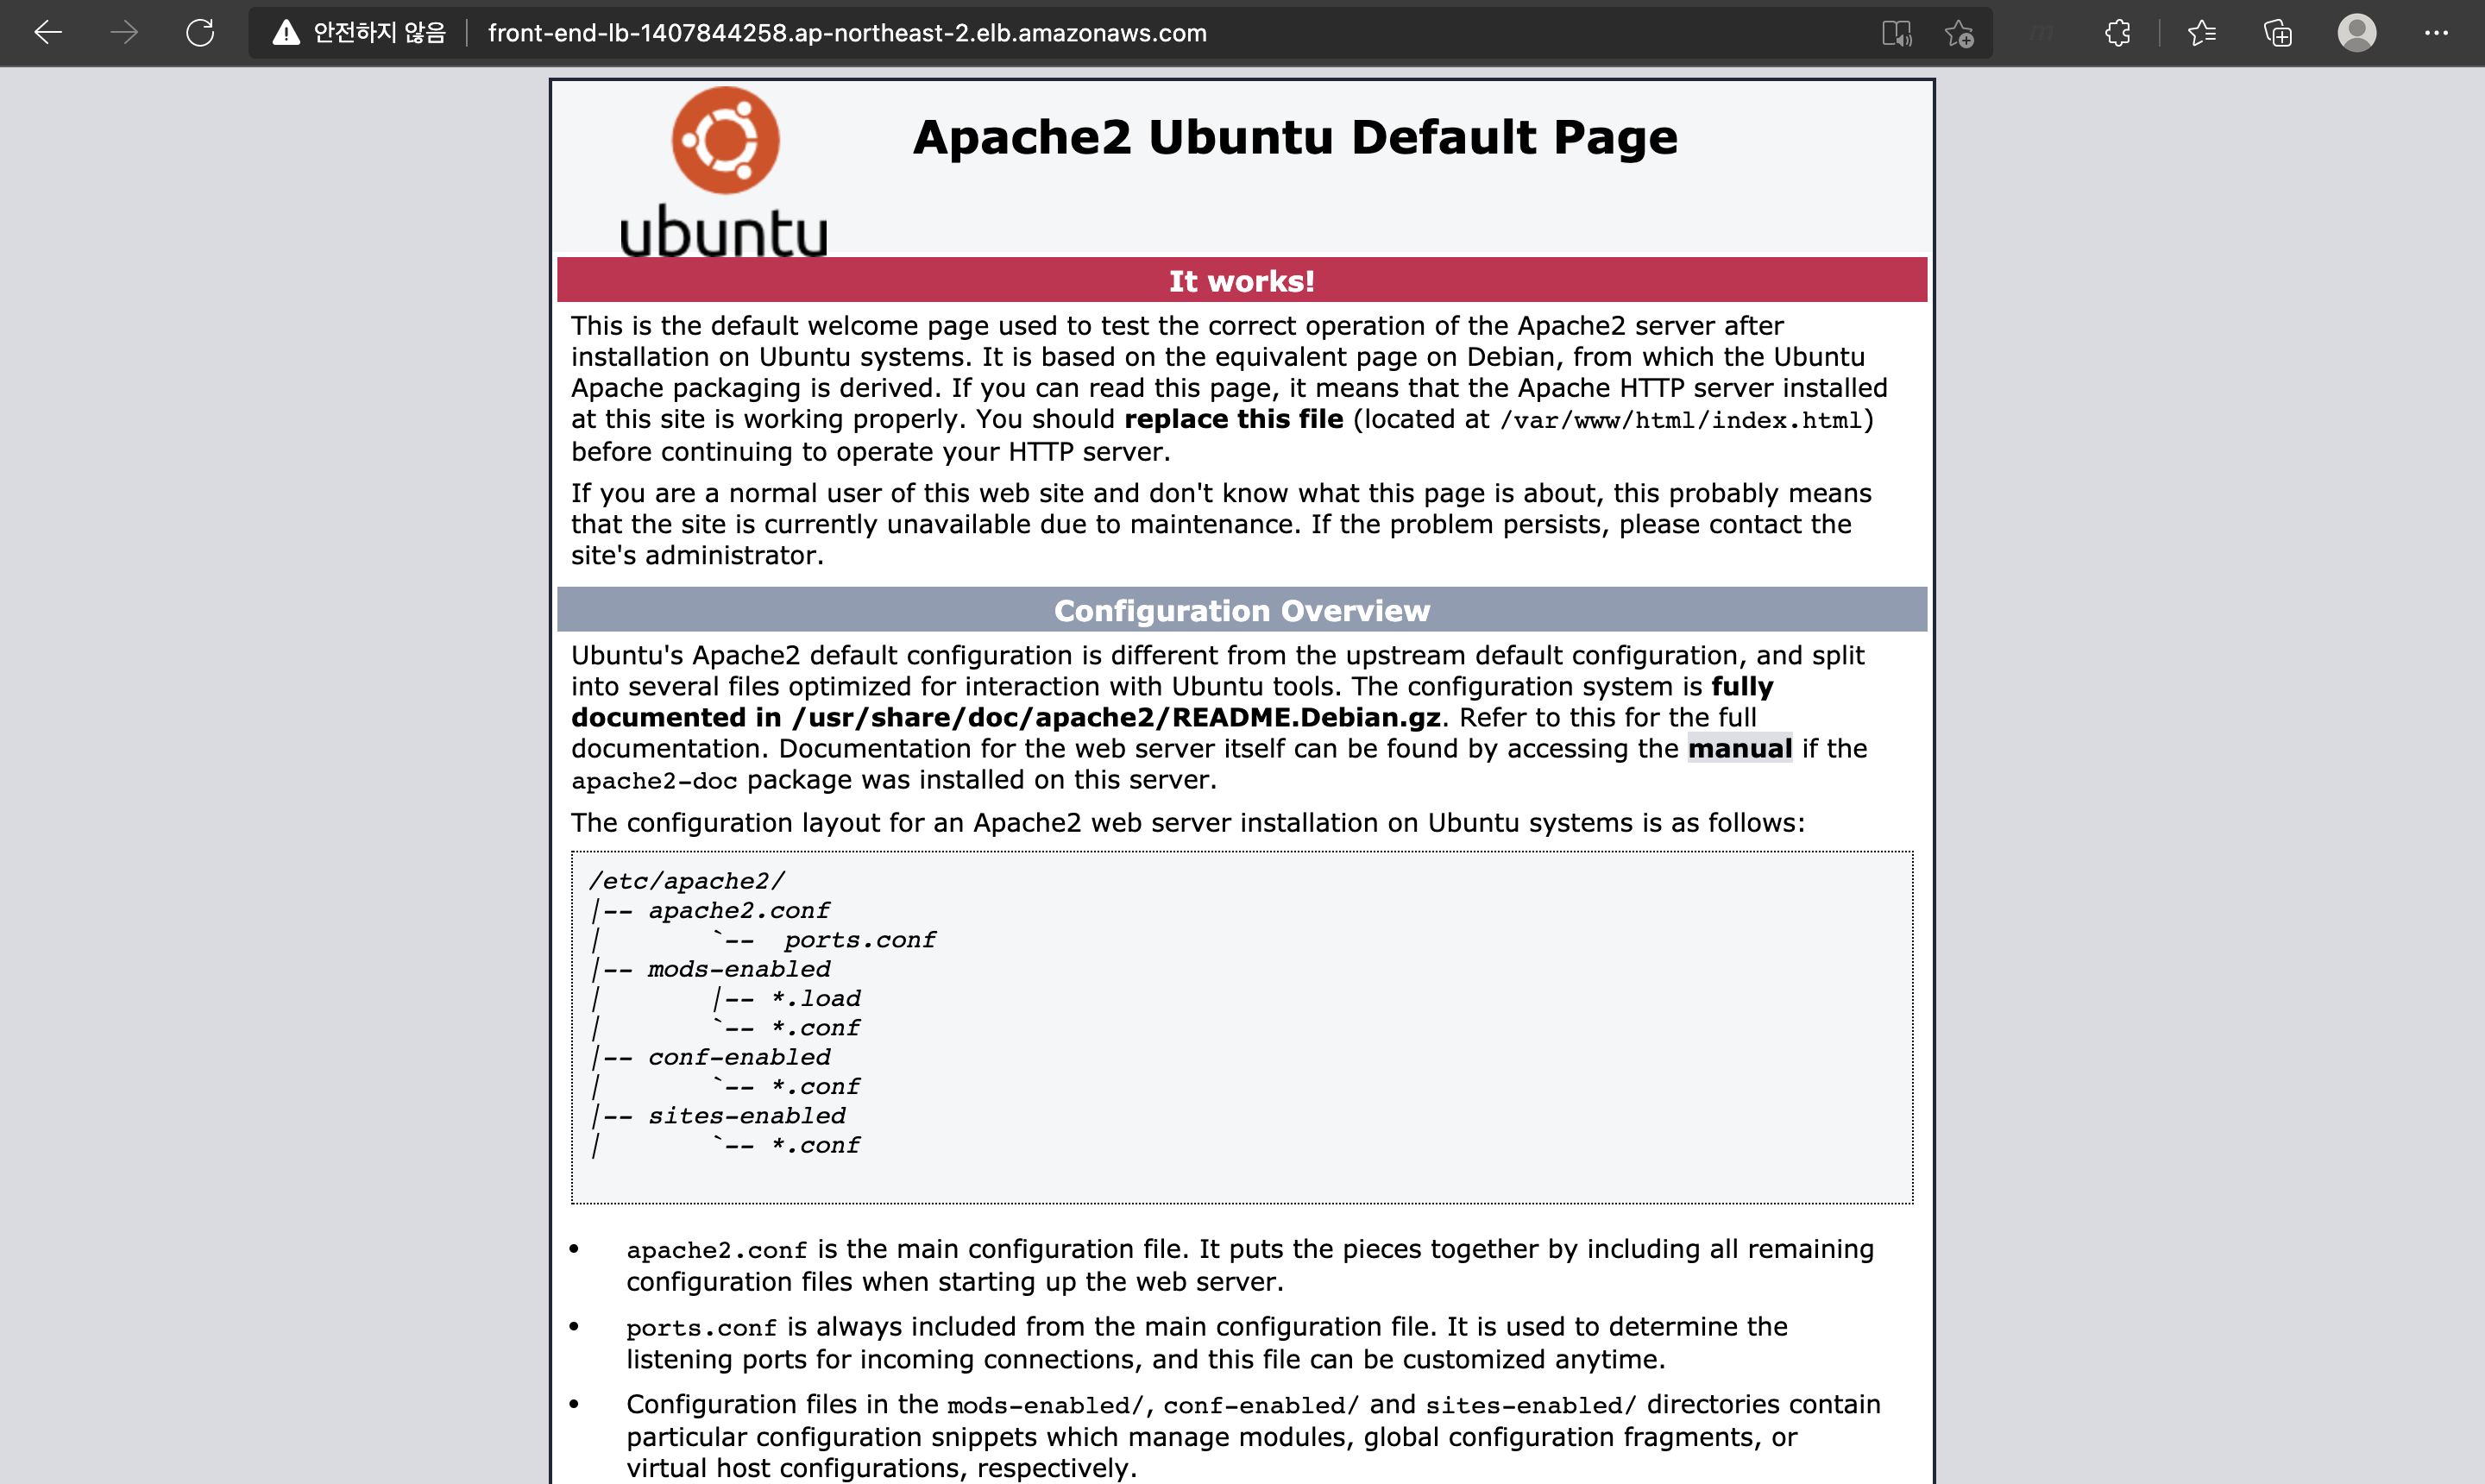 안전하지 않음 front-end-lb-1407844258.ap-northeast-2.elb.amazonaws.com
ubuntu
Apache2 Ubuntu Default Page
It works!
This is the default welcome page used to test the correct operation of the Apache2 server after
installation on Ubuntu systems. It is based on the equivalent page on Debian, from which the Ubuntu
Apache packaging is derived. If you can read this page, it means that the Apache HTTP server installed
at this site is working properly. You should replace this file (located at /var/www/html/index.html)
before continuing to operate your HTTP server.
If you are a normal user of this web site and don't know what this page is about, this probably means
that the site is currently unavailable due to maintenance. If the problem persists, please contact the
site's administrator.
Configuration Overview
Ubuntu's Apache2 default configuration is different from the upstream default configuration, and split
into several files optimized for interaction with Ubuntu tools. The configuration system is fully
documented in /usr/share/doc/apache2/README.Debian.gz. Refer to this for the full
documentation. Documentation for the web server itself can be found by accessing the manual if the
apache2-doc package was installed on this server.
The configuration layout for an Apache2 web server installation on Ubuntu systems is as follows:
/etc/apache2/
|-- apache2.conf
|       `--  ports.conf
|-- mods-enabled
|       |-- *.load
|       `-- *.conf
|-- conf-enabled
|       `-- *.conf
|-- sites-enabled
|       `-- *.conf
• apache2.conf is the main configuration file. It puts the pieces together by including all remaining
configuration files when starting up the web server.
• ports.conf is always included from the main configuration file. It is used to determine the
listening ports for incoming connections, and this file can be customized anytime.
• Configuration files in the mods-enabled/, conf-enabled/ and sites-enabled/ directories contain
particular configuration snippets which manage modules, global configuration fragments, or
virtual host configurations, respectively.